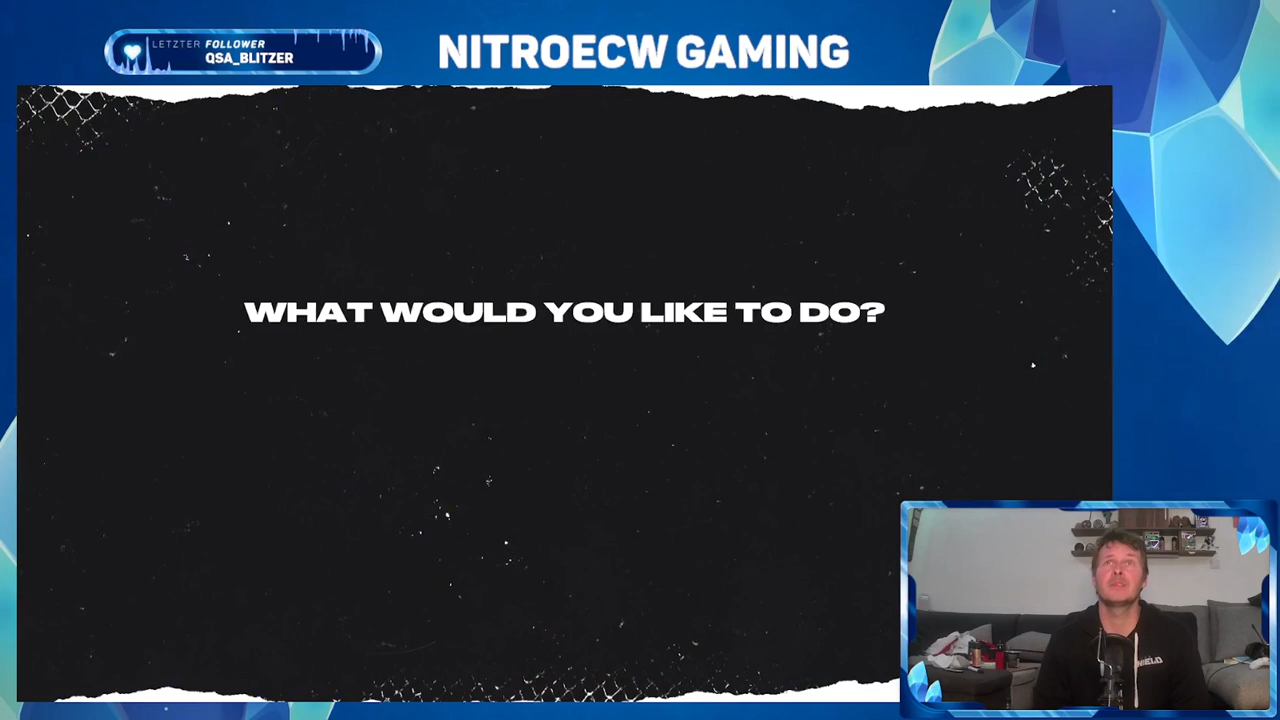 LETZTER FOLLOWER
QSA_BLITZER
NITROECW GAMING
WHAT WOULD YOU LIKE TO DO?